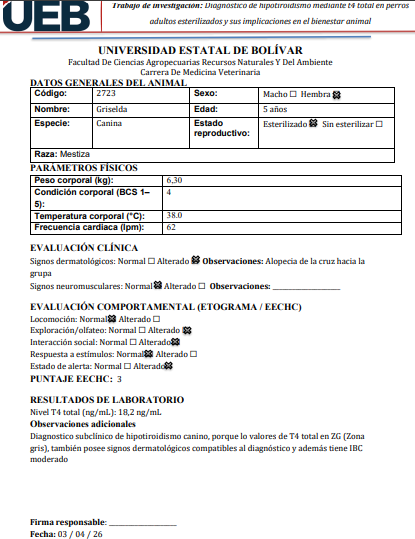 UEB
Trabajo de investigación: Diagnóstico de hipotiroidismo mediante t4 total en perros
adultos esterilizados y sus implicaciones en el bienestar animal
UNIVERSIDAD ESTATAL DE BOLÍVAR
Facultad De Ciencias Agropecuarias Recursos Naturales Y Del Ambiente
Carrera De Medicina Veterinaria
DATOS GENERALES DEL ANIMAL
Código: 2723 Sexo: Macho ☐ Hembra ☒
Nombre: Griselda Edad: 5 años
Especie: Canina Estado reproductivo: Esterilizado ☒ Sin esterilizar ☐
Raza: Mestiza
PARÁMETROS FÍSICOS
Peso corporal (kg): 6,30
Condición corporal (BCS 1–5): 4
Temperatura corporal (°C): 38.0
Frecuencia cardiaca (lpm): 62
EVALUACIÓN CLÍNICA
Signos dermatológicos: Normal ☐ Alterado ☒ Observaciones: Alopecia de la cruz hacia la
grupa
Signos neuromusculares: Normal☒ Alterado ☐ Observaciones: _______________
EVALUACIÓN COMPORTAMENTAL (ETOGRAMA / EECHC)
Locomoción: Normal☒ Alterado ☐
Exploración/olfateo: Normal ☐ Alterado ☒
Interacción social: Normal ☐ Alterado☒
Respuesta a estímulos: Normal☒ Alterado ☐
Estado de alerta: Normal ☐ Alterado☒
PUNTAJE EECHC: 3
RESULTADOS DE LABORATORIO
Nivel T4 total (ng/mL): 18,2 ng/mL
Observaciones adicionales
Diagnostico subclínico de hipotiroidismo canino, porque lo valores de T4 total en ZG (Zona
gris), también posee signos dermatológicos compatibles al diagnóstico y además tiene IBC
moderado
Firma responsable: _______________
Fecha: 03 / 04 / 26